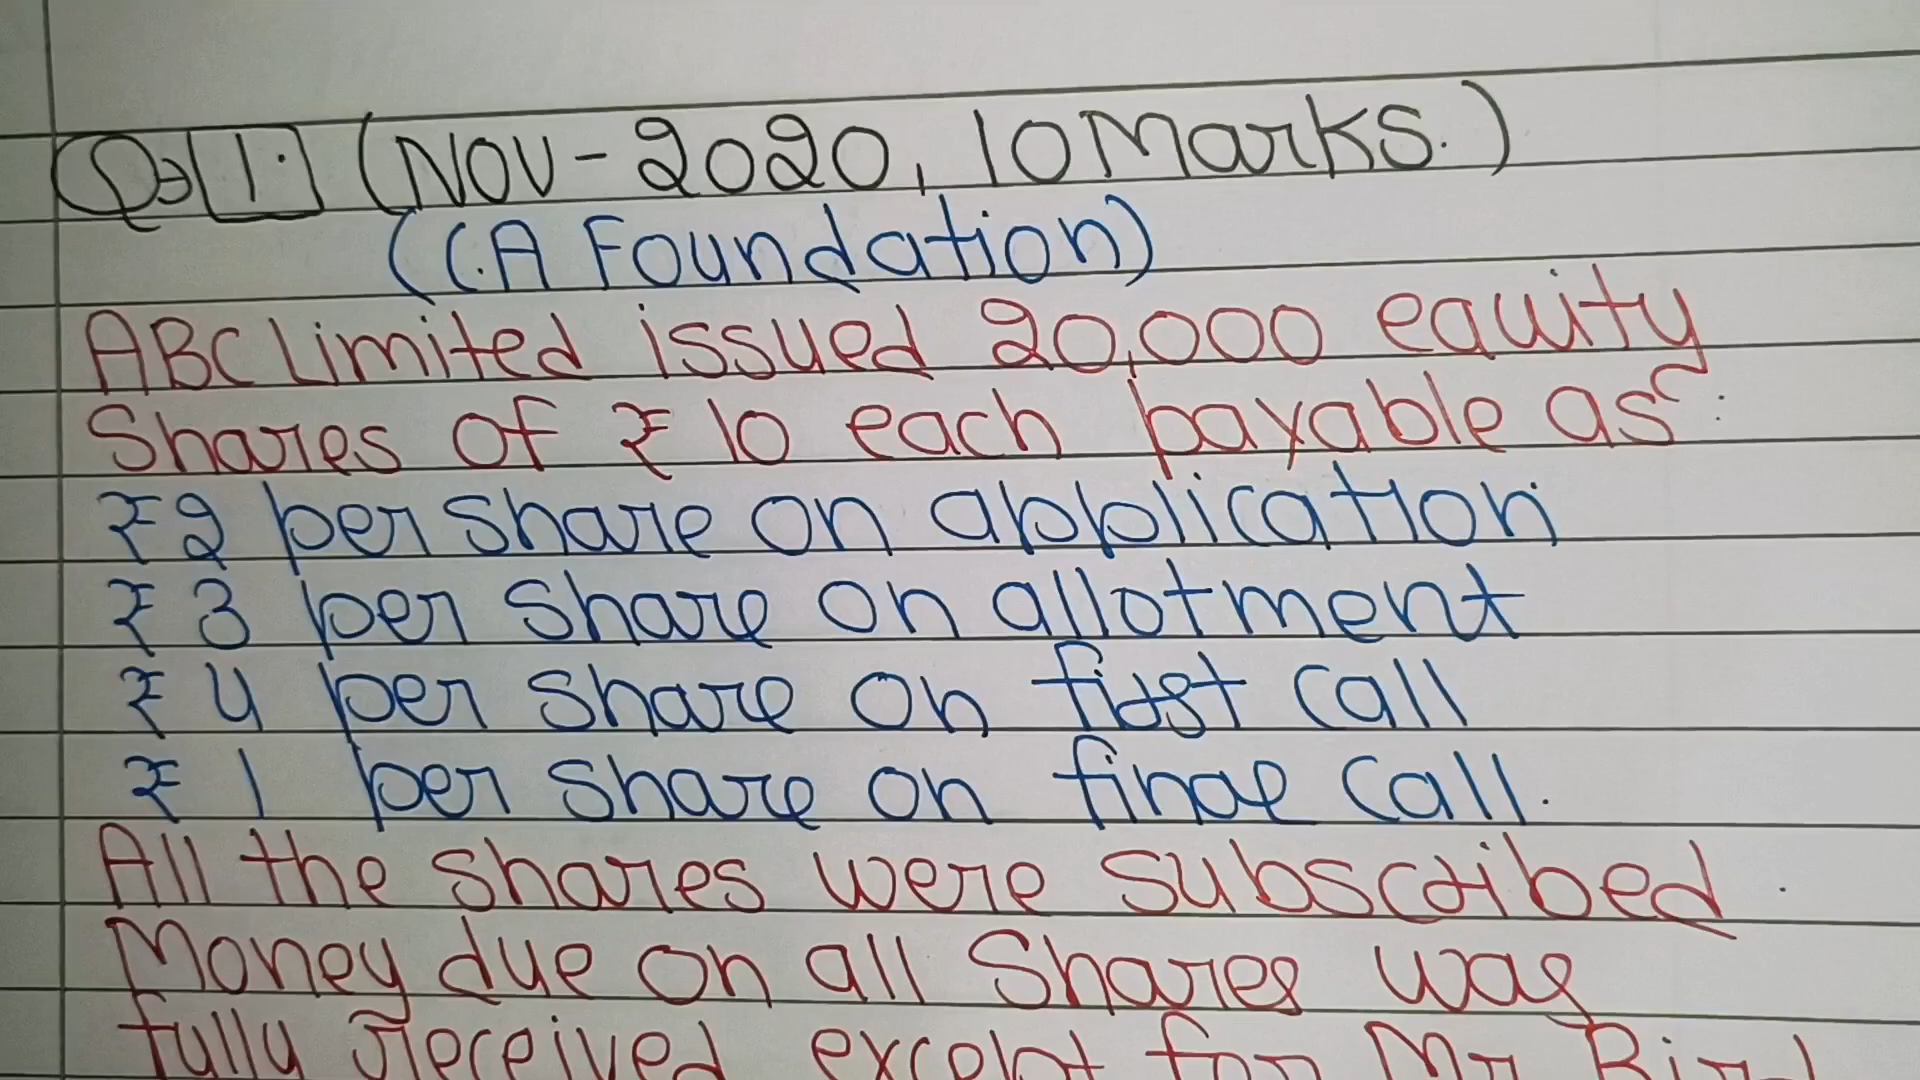 Q→1. (NOV-2020, 10 Marks.)
(C.A Foundation)
ABC Limited issued 20,000 equity
Shares of ₹ 10 each payable as:
₹2 per share on application
₹ 3 per share on allotment
₹ 4 per share on first call
₹ 1 per share on final call.
All the shares were subscribed.
Money due on all Shares was
fully received except for Mr